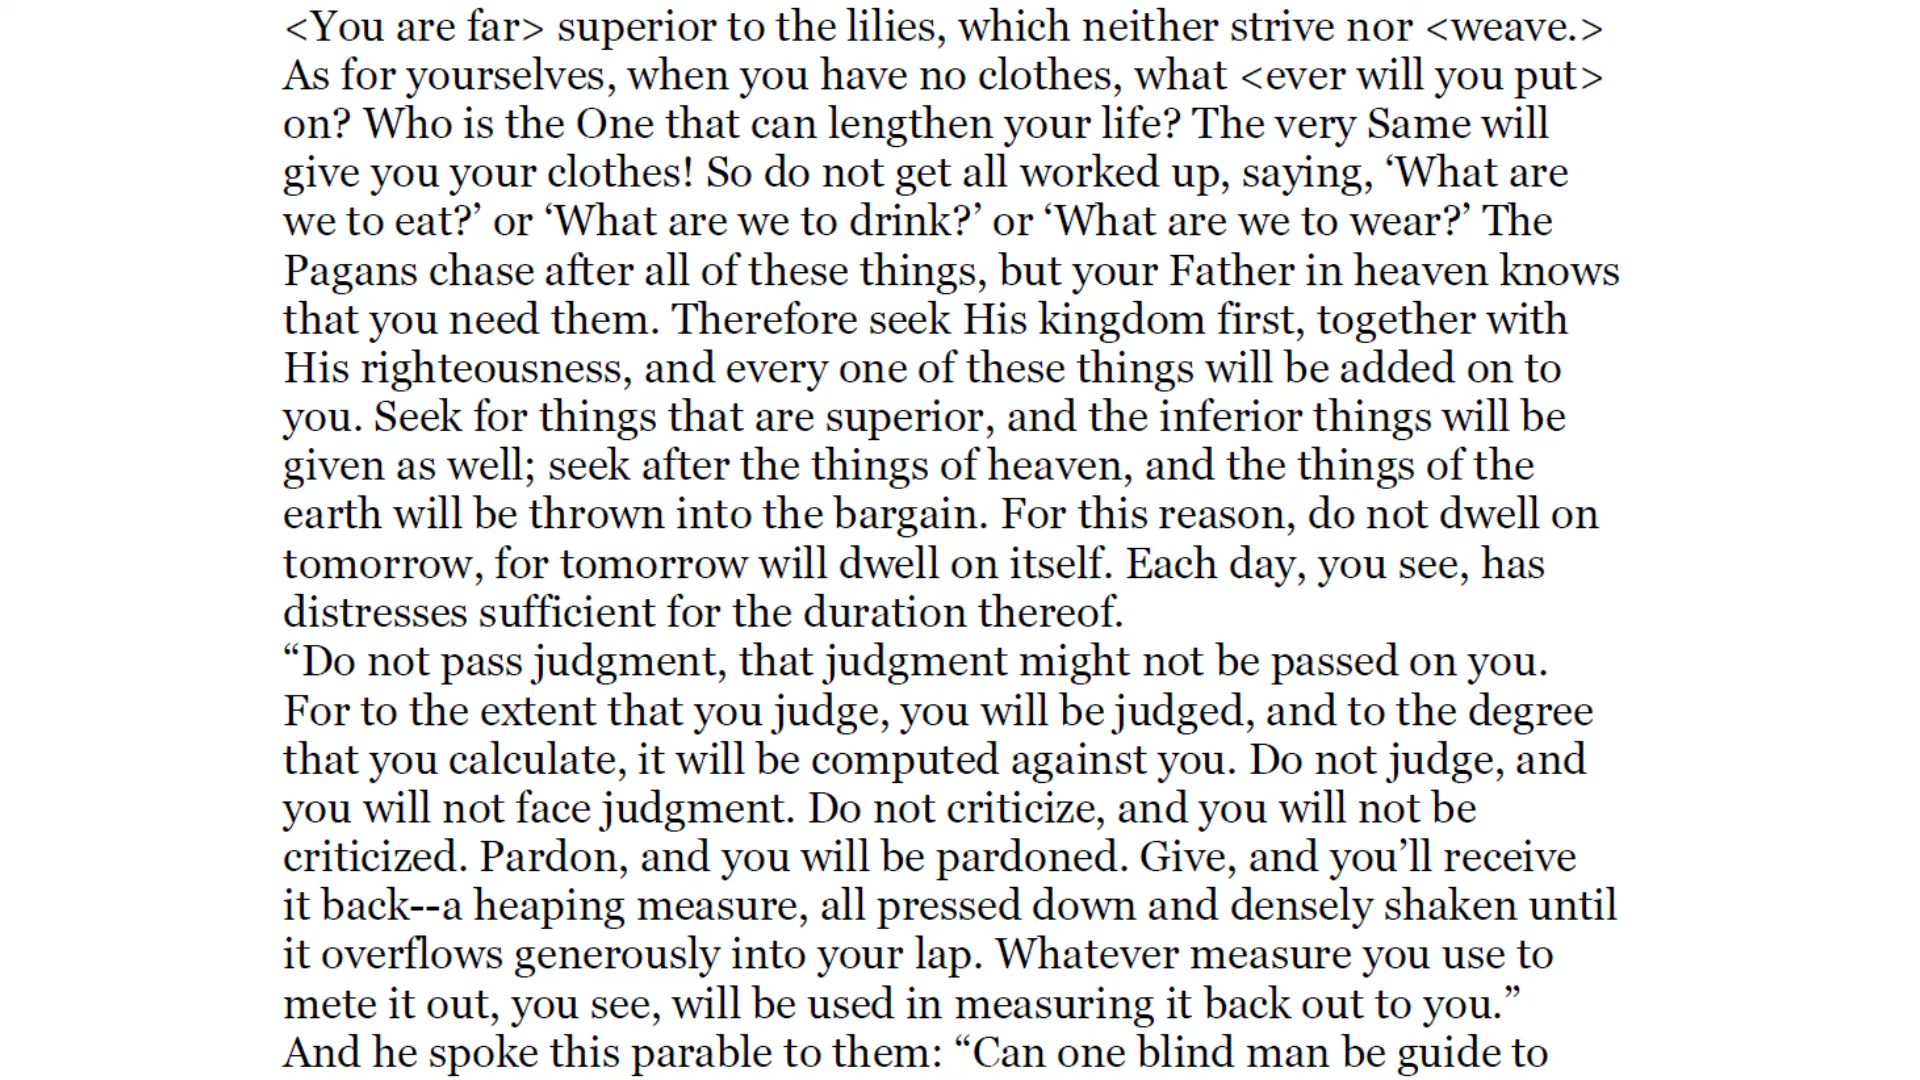 <You are far> superior to the lilies, which neither strive nor <weave.>
As for yourselves, when you have no clothes, what <ever will you put>
on? Who is the One that can lengthen your life? The very Same will
give you your clothes! So do not get all worked up, saying, ‘What are
we to eat?’ or ‘What are we to drink?’ or ‘What are we to wear?’ The
Pagans chase after all of these things, but your Father in heaven knows
that you need them. Therefore seek His kingdom first, together with
His righteousness, and every one of these things will be added on to
you. Seek for things that are superior, and the inferior things will be
given as well; seek after the things of heaven, and the things of the
earth will be thrown into the bargain. For this reason, do not dwell on
tomorrow, for tomorrow will dwell on itself. Each day, you see, has
distresses sufficient for the duration thereof.
“Do not pass judgment, that judgment might not be passed on you.
For to the extent that you judge, you will be judged, and to the degree
that you calculate, it will be computed against you. Do not judge, and
you will not face judgment. Do not criticize, and you will not be
criticized. Pardon, and you will be pardoned. Give, and you’ll receive
it back--a heaping measure, all pressed down and densely shaken until
it overflows generously into your lap. Whatever measure you use to
mete it out, you see, will be used in measuring it back out to you.”
And he spoke this parable to them: “Can one blind man be guide to